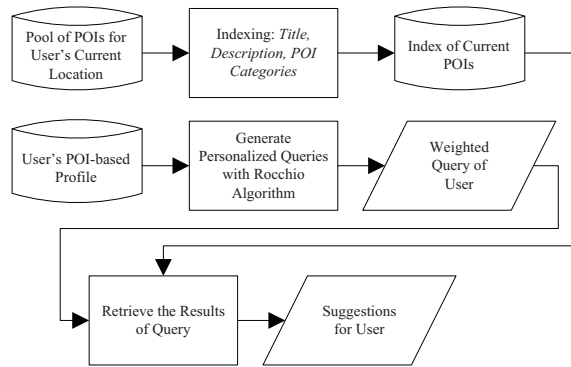 Pool of POIs for
User's Current
Location
Indexing: Title,
Description, POI
Categories
Index of Current
POIs
User's POI-based
Profile
Generate
Personalized Queries
with Rocchio
Algorithm
Weighted
Query of
User
Retrieve the Results
of Query
Suggestions
for User